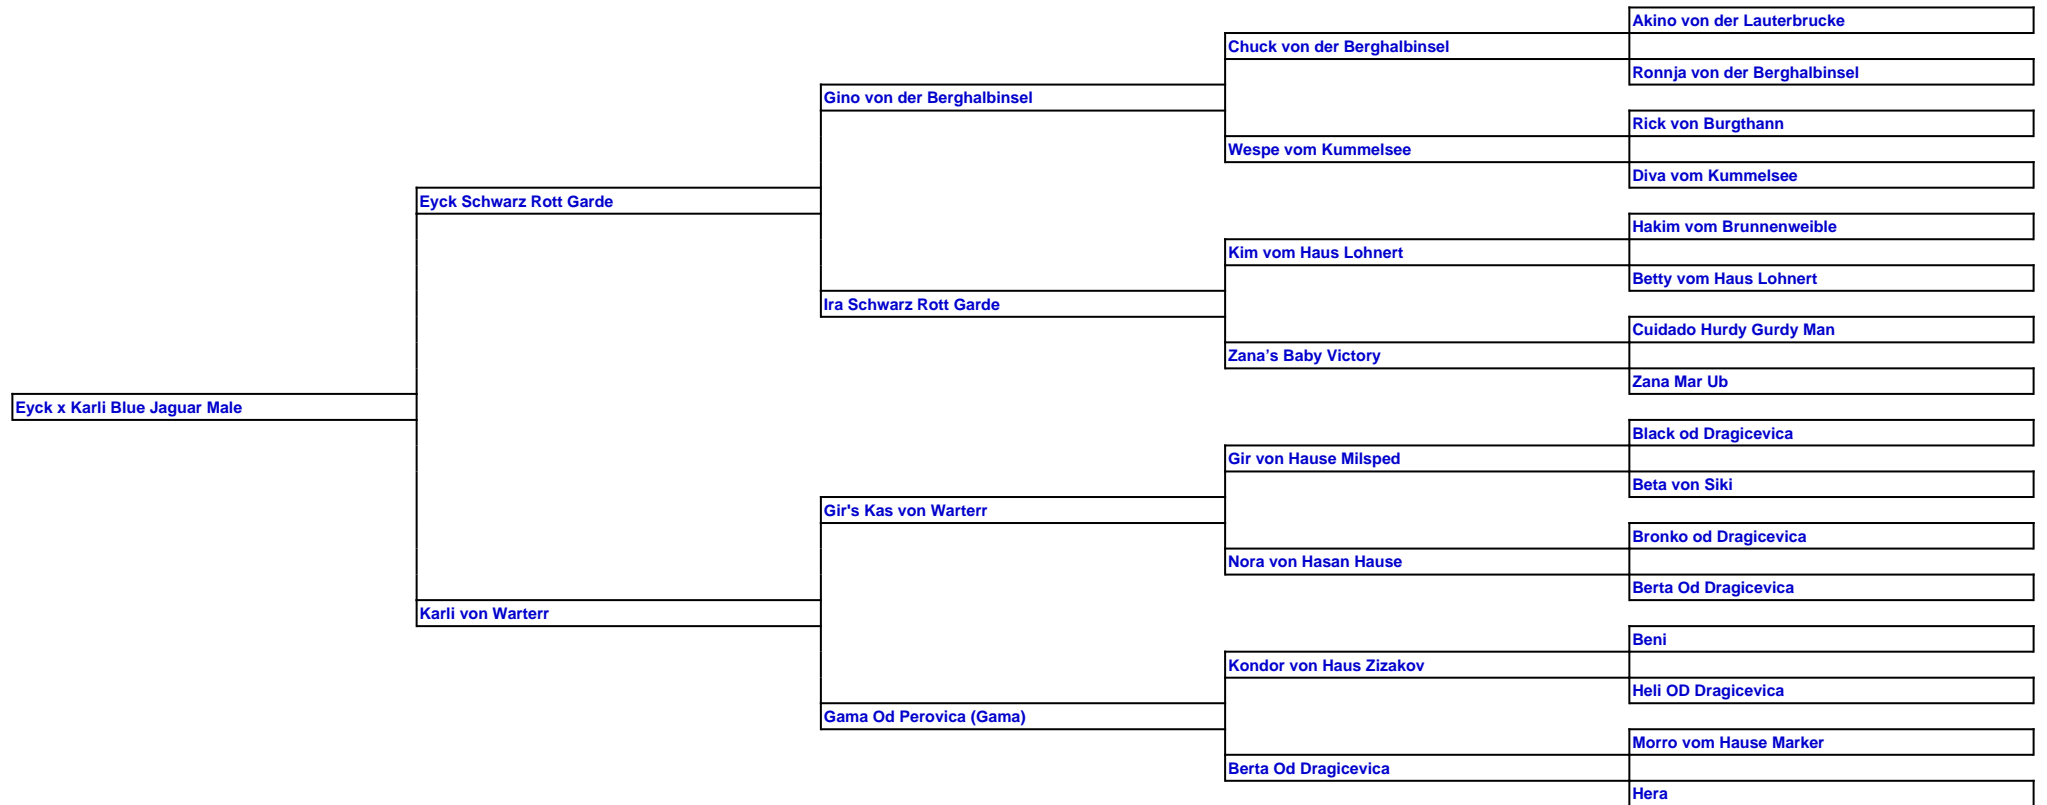 Akino von der Lauterbrucke
Chuck von der Berghalbinsel
Ronnja von der Berghalbinsel
Gino von der Berghalbinsel
Rick von Burgthann
Wespe vom Kummelsee
Diva vom Kummelsee
Eyck Schwarz Rott Garde
Hakim vom Brunnenweible
Kim vom Haus Lohnert
Betty vom Haus Lohnert
Ira Schwarz Rott Garde
Cuidado Hurdy Gurdy Man
Zana’s Baby Victory
Zana Mar Ub
Eyck x Karli Blue Jaguar Male
Black od Dragicevica
Gir von Hause Milsped
Beta von Siki
Gir's Kas von Warterr
Bronko od Dragicevica
Nora von Hasan Hause
Berta Od Dragicevica
Karli von Warterr
Beni
Kondor von Haus Zizakov
Heli OD Dragicevica
Gama Od Perovica (Gama)
Morro vom Hause Marker
Berta Od Dragicevica
Hera